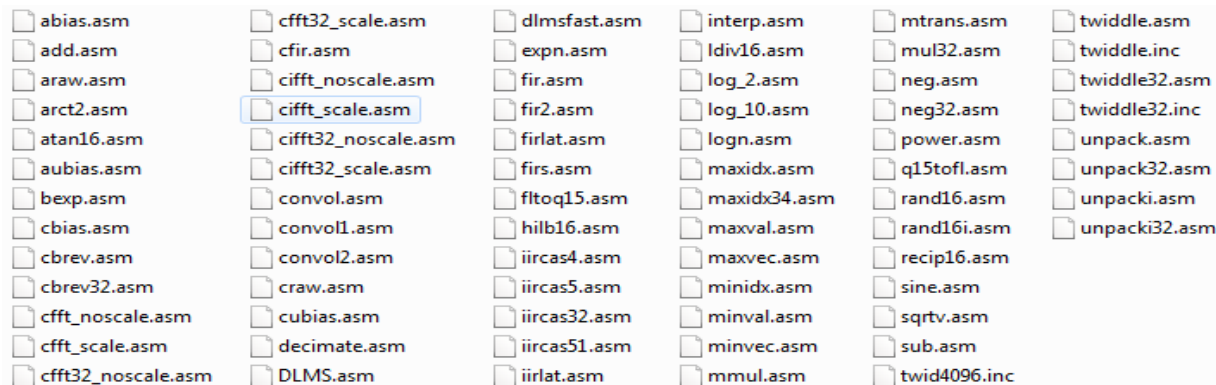 abias.asm
add.asm
araw.asm
arct2.asm
atan16.asm
aubias.asm
bexp.asm
cbias.asm
cbrev.asm
cbrev32.asm
cfft_noscale.asm
cfft_scale.asm
cfft32_noscale.asm
cfft32_scale.asm
cfir.asm
cifft_noscale.asm
cifft_scale.asm
cifft32_noscale.asm
cifft32_scale.asm
convol.asm
convol1.asm
convol2.asm
craw.asm
cubias.asm
decimate.asm
DLMS.asm
dlmsfast.asm
expn.asm
fir.asm
fir2.asm
firlat.asm
firs.asm
fltoq15.asm
hilb16.asm
iircas4.asm
iircas5.asm
iircas32.asm
iircas51.asm
iirlat.asm
interp.asm
ldiv16.asm
log_2.asm
log_10.asm
logn.asm
maxidx.asm
maxidx34.asm
maxval.asm
maxvec.asm
minidx.asm
minval.asm
minvec.asm
mmul.asm
mtrans.asm
mul32.asm
neg.asm
neg32.asm
power.asm
q15tofl.asm
rand16.asm
rand16i.asm
recip16.asm
sine.asm
sqrtv.asm
sub.asm
twid4096.inc
twiddle.asm
twiddle.inc
twiddle32.asm
twiddle32.inc
unpack.asm
unpack32.asm
unpacki.asm
unpacki32.asm